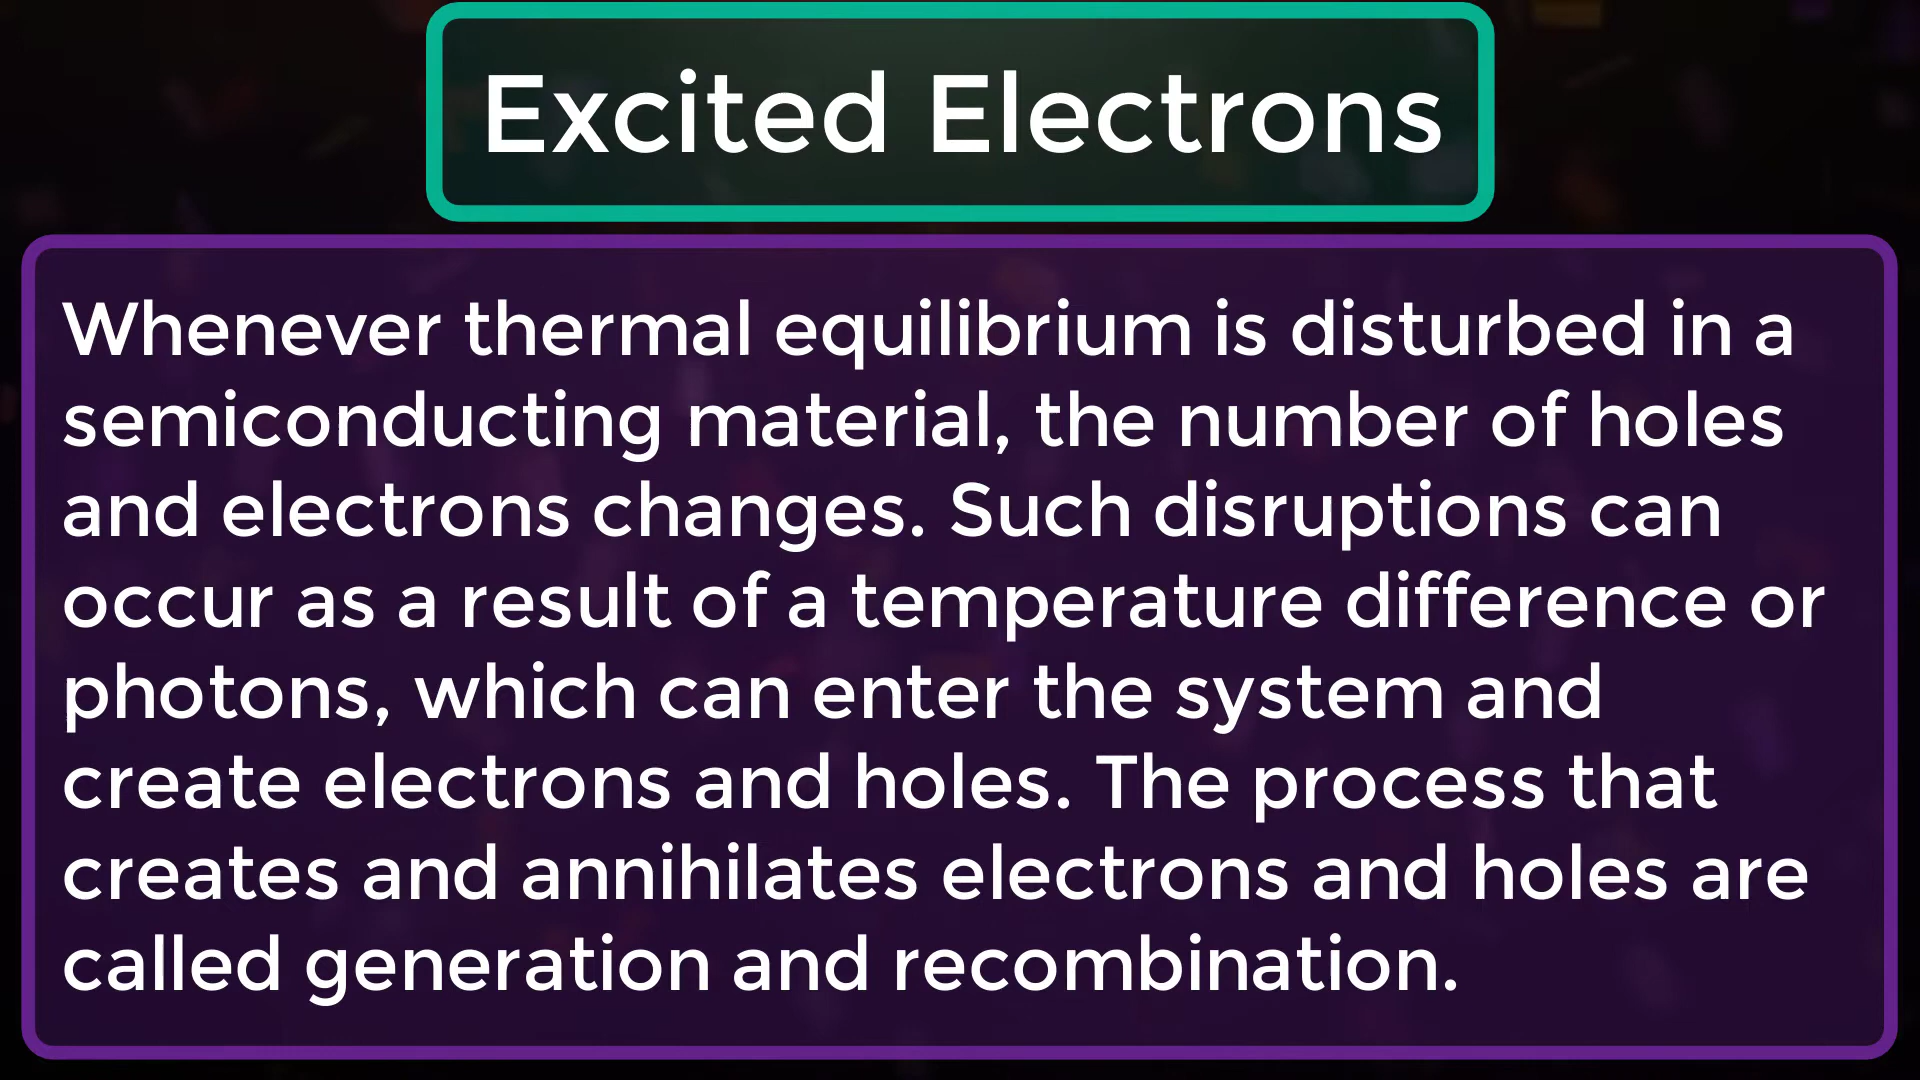 Excited Electrons
Whenever thermal equilibrium is disturbed in a
semiconducting material, the number of holes
and electrons changes. Such disruptions can
occur as a result of a temperature difference or
photons, which can enter the system and
create electrons and holes. The process that
creates and annihilates electrons and holes are
called generation and recombination.